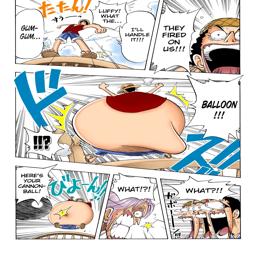 GUM-
GUM...
たたん!
LUFFY?
WHAT
THE...
I'LL
HANDLE
IT!!!
THEY
FIRED
ON
US!!!
ド
BALLOON
!!!
!!?
ズ
HERE'S
YOUR
CANNON-
BALL!
びよ~ん!
WHAT!?!
WHAT?!!